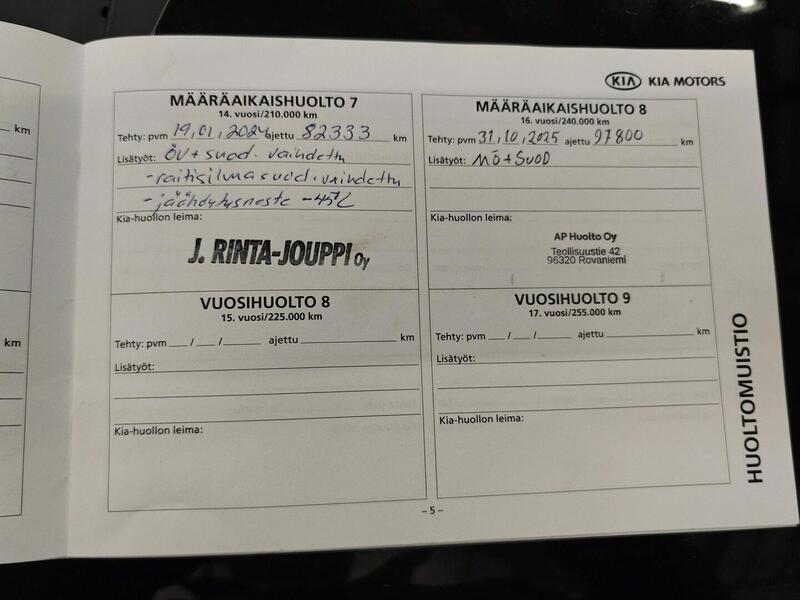 km
km
KIA KIA MOTORS
MÄÄRÄAIKAISHUOLTO 7
14. vuosi/210.000 km
Tehty: pvm 19,01,2024 ajettu 82333 km
Lisätyöt: ÖV + suod. vaihdettu
- raitisilmasuod. vaihdettu
- jäähdytysneste -45°C
Kia-huollon leima:
J. RINTA-JOUPPI Oy
MÄÄRÄAIKAISHUOLTO 8
16. vuosi/240.000 km
Tehty: pvm 31,10,2025 ajettu 97800 km
Lisätyöt: MÖ + SUOD
Kia-huollon leima:
AP Huolto Oy
Teollisuustie 42
96320 Rovaniemi
VUOSIHUOLTO 8
15. vuosi/225.000 km
Tehty: pvm / / ajettu km
Lisätyöt:
Kia-huollon leima:
VUOSIHUOLTO 9
17. vuosi/255.000 km
Tehty: pvm / / ajettu km
Lisätyöt:
Kia-huollon leima:
HUOLTOMUISTIO
- 5 -